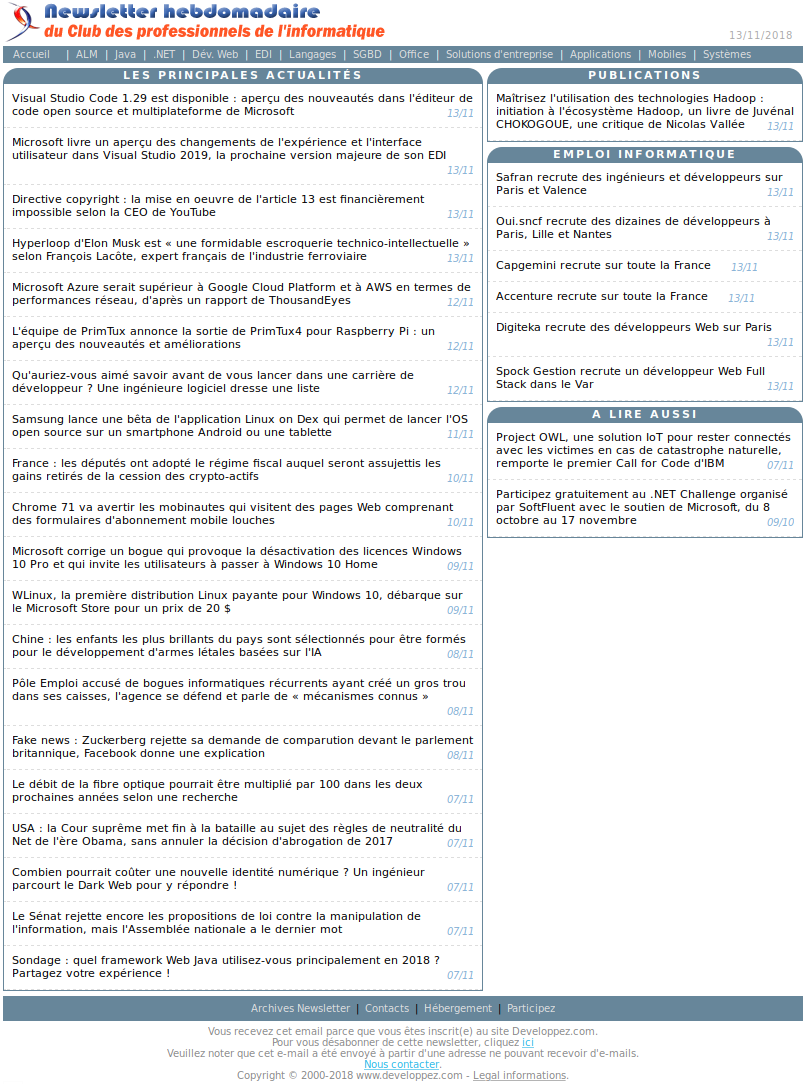 Newsletter hebdomadaire
du Club des professionnels de l'informatique
13/11/2018
Accueil | ALM | Java | .NET | Dév. Web | EDI | Langages | SGBD | Office | Solutions d'entreprise | Applications | Mobiles | Systèmes
LES PRINCIPALES ACTUALITÉS
Visual Studio Code 1.29 est disponible : aperçu des nouveautés dans l'éditeur de
code open source et multiplateforme de Microsoft 13/11
Microsoft livre un aperçu des changements de l'expérience et l'interface
utilisateur dans Visual Studio 2019, la prochaine version majeure de son EDI
13/11
Directive copyright : la mise en oeuvre de l'article 13 est financièrement
impossible selon la CEO de YouTube 13/11
Hyperloop d'Elon Musk est « une formidable escroquerie technico-intellectuelle »
selon François Lacôte, expert français de l'industrie ferroviaire 13/11
Microsoft Azure serait supérieur à Google Cloud Platform et à AWS en termes de
performances réseau, d'après un rapport de ThousandEyes 12/11
L'équipe de PrimTux annonce la sortie de PrimTux4 pour Raspberry Pi : un
aperçu des nouveautés et améliorations 12/11
Qu'auriez-vous aimé savoir avant de vous lancer dans une carrière de
développeur ? Une ingénieure logiciel dresse une liste 12/11
Samsung lance une bêta de l'application Linux on Dex qui permet de lancer l'OS
open source sur un smartphone Android ou une tablette 11/11
France : les députés ont adopté le régime fiscal auquel seront assujettis les
gains retirés de la cession des crypto-actifs 10/11
Chrome 71 va avertir les mobinautes qui visitent des pages Web comprenant
des formulaires d'abonnement mobile louches 10/11
Microsoft corrige un bogue qui provoque la désactivation des licences Windows
10 Pro et qui invite les utilisateurs à passer à Windows 10 Home 09/11
WLinux, la première distribution Linux payante pour Windows 10, débarque sur
le Microsoft Store pour un prix de 20 $ 09/11
Chine : les enfants les plus brillants du pays sont sélectionnés pour être formés
pour le développement d'armes létales basées sur l'IA 08/11
Pôle Emploi accusé de bogues informatiques récurrents ayant créé un gros trou
dans ses caisses, l'agence se défend et parle de « mécanismes connus »
08/11
Fake news : Zuckerberg rejette sa demande de comparution devant le parlement
britannique, Facebook donne une explication 08/11
Le débit de la fibre optique pourrait être multiplié par 100 dans les deux
prochaines années selon une recherche 07/11
USA : la Cour suprême met fin à la bataille au sujet des règles de neutralité du
Net de l'ère Obama, sans annuler la décision d'abrogation de 2017 07/11
Combien pourrait coûter une nouvelle identité numérique ? Un ingénieur
parcourt le Dark Web pour y répondre ! 07/11
Le Sénat rejette encore les propositions de loi contre la manipulation de
l'information, mais l'Assemblée nationale a le dernier mot 07/11
Sondage : quel framework Web Java utilisez-vous principalement en 2018 ?
Partagez votre expérience ! 07/11
PUBLICATIONS
Maîtrisez l'utilisation des technologies Hadoop :
initiation à l'écosystème Hadoop, un livre de Juvénal
CHOKOGOUE, une critique de Nicolas Vallée 13/11
EMPLOI INFORMATIQUE
Safran recrute des ingénieurs et développeurs sur
Paris et Valence 13/11
Oui.sncf recrute des dizaines de développeurs à
Paris, Lille et Nantes 13/11
Capgemini recrute sur toute la France 13/11
Accenture recrute sur toute la France 13/11
Digiteka recrute des développeurs Web sur Paris
13/11
Spock Gestion recrute un développeur Web Full
Stack dans le Var 13/11
A LIRE AUSSI
Project OWL, une solution IoT pour rester connectés
avec les victimes en cas de catastrophe naturelle,
remporte le premier Call for Code d'IBM 07/11
Participez gratuitement au .NET Challenge organisé
par SoftFluent avec le soutien de Microsoft, du 8
octobre au 17 novembre 09/10
Archives Newsletter | Contacts | Hébergement | Participez
Vous recevez cet email parce que vous êtes inscrit(e) au site Developpez.com.
Pour vous désabonner de cette newsletter, cliquez ici
Veuillez noter que cet e-mail a été envoyé à partir d'une adresse ne pouvant recevoir d'e-mails.
Nous contacter.
Copyright © 2000-2018 www.developpez.com - Legal informations.